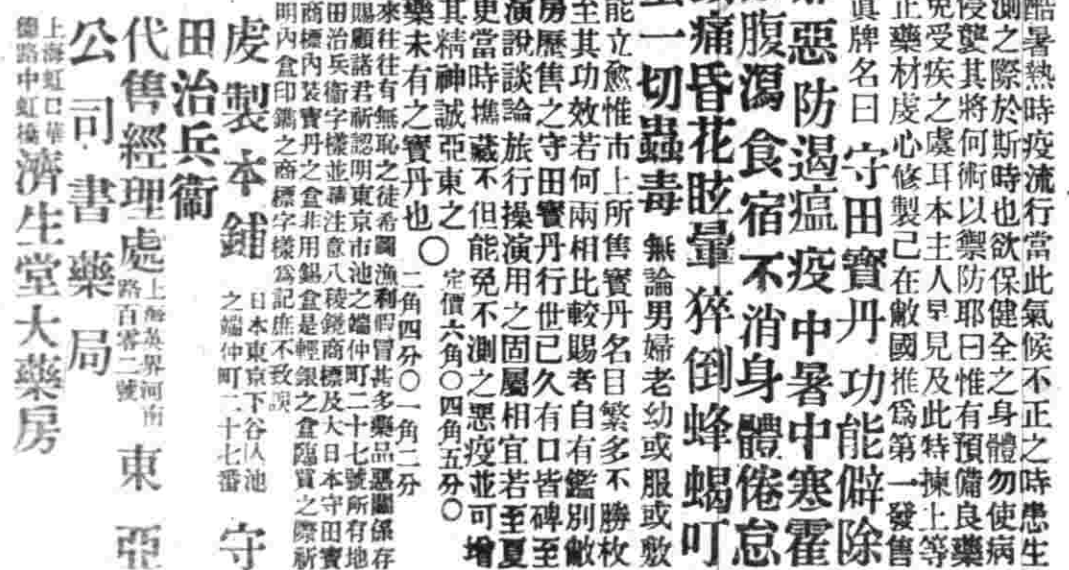 酷暑熱時疫流行當此氣候不正之時患生
測之際於斯時也欲保健全之身體勿使病
侵襲其將何術以禦防耶曰惟有預備良藥
免受疾之虞耳本主人早見及此特揀上等
正藥材虔心修製已在敝國推爲第一發售
眞牌名曰守田寶丹功能僻除
惡防遏瘟疫中暑中寒霍
腹瀉食宿不消身體倦怠
痛昏花眩暈猝倒蜂蝎叮
一切蟲毒無論男婦老幼或服或敷
能立愈惟市上所售寶丹名目繁多不勝枚
至其功效若何兩相比較賜者自有鑑別敝
房歷售之守田寶丹行世已久有口皆碑至
演說談論旅行操演用之固屬相宜若至夏
更當時擕藏不但能免不測之惡疫並可增
其精神誠亞東之〇定價六角〇四角五分〇
藥未有之寶丹也二角四分〇一角二分
來往往有無恥之徒希圖漁利假冒甚多藥品惡關係存
賜顧諸君祈認明東京市池之端仲町二十七號所有地
田治兵衞字樣並請注意八稜鏡商標及大日本守田寶
商標內裝寶丹之盒非用錫盒是輕銀之盒臨買之際祈
明內盒印鐫之商標字樣爲記庶不致誤
虔製本鋪日本東京下谷區池之端仲町二十七番守
田治兵衞
代售經理處上海英界河南路百零二號東亞
公司書藥局
上海虹口華德路中虹橋濟生堂大藥房